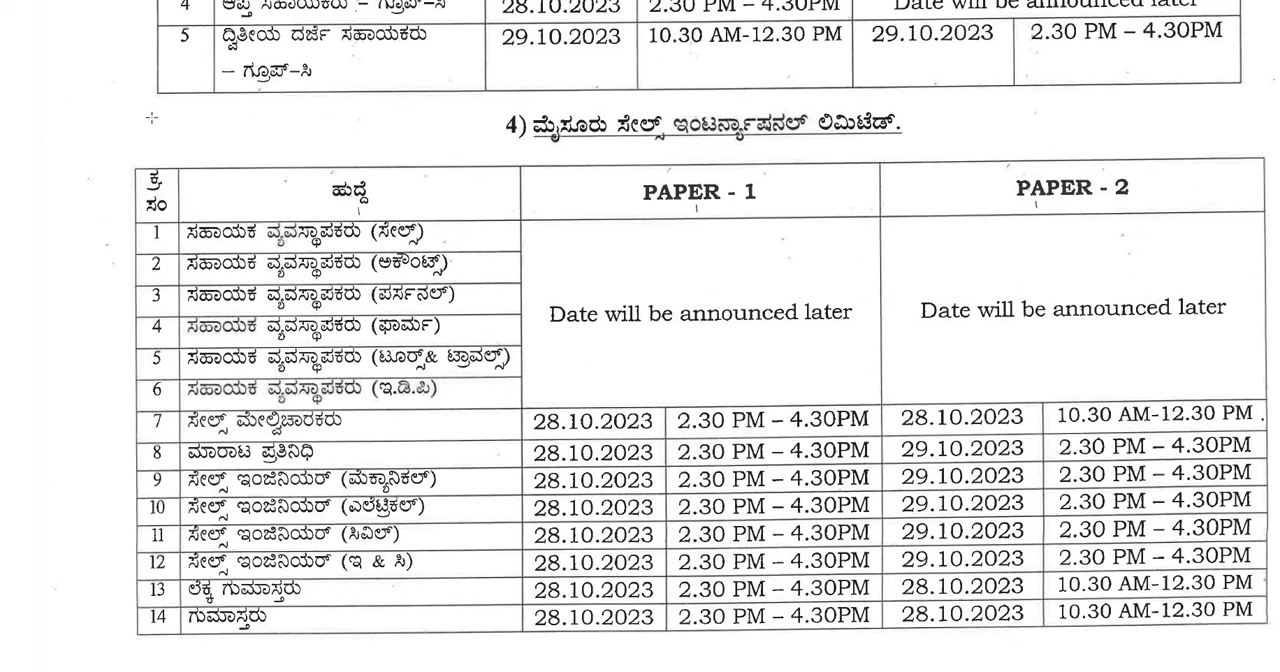 4 ಆಪ್ತ ಸಹಾಯಕರು – ಗ್ರೂಪ್-ಸಿ 28.10.2023 2.30 PM – 4.30PM Date will be announced later
5 ದ್ವಿತೀಯ ದರ್ಜೆ ಸಹಾಯಕರು 29.10.2023 10.30 AM-12.30 PM 29.10.2023 2.30 PM – 4.30PM
– ಗ್ರೂಪ್-ಸಿ
4) ಮೈಸೂರು ಸೇಲ್ಸ್ ಇಂಟರ್ನ್ಯಾಷನಲ್ ಲಿಮಿಟೆಡ್.
ಕ್ರ. ಹುದ್ದೆ PAPER - 1 PAPER - 2
ಸಂ
1 ಸಹಾಯಕ ವ್ಯವಸ್ಥಾಪಕರು (ಸೇಲ್ಸ್)
2 ಸಹಾಯಕ ವ್ಯವಸ್ಥಾಪಕರು (ಅಕೌಂಟ್ಸ್)
3 ಸಹಾಯಕ ವ್ಯವಸ್ಥಾಪಕರು (ಪರ್ಸನಲ್)
Date will be announced later Date will be announced later
4 ಸಹಾಯಕ ವ್ಯವಸ್ಥಾಪಕರು (ಫಾರ್ಮ)
5 ಸಹಾಯಕ ವ್ಯವಸ್ಥಾಪಕರು (ಟೂರ್ಸ್& ಟ್ರಾವಲ್ಸ್)
6 ಸಹಾಯಕ ವ್ಯವಸ್ಥಾಪಕರು (ಇ.ಡಿ.ಪಿ)
7 ಸೇಲ್ಸ್ ಮೇಲ್ವಿಚಾರಕರು 28.10.2023 2.30 PM – 4.30PM 28.10.2023 10.30 AM-12.30 PM .
8 ಮಾರಾಟ ಪ್ರತಿನಿಧಿ 28.10.2023 2.30 PM – 4.30PM 29.10.2023 2.30 PM – 4.30PM
9 ಸೇಲ್ಸ್ ಇಂಜಿನಿಯರ್ (ಮೆಕ್ಯಾನಿಕಲ್) 28.10.2023 2.30 PM – 4.30PM 29.10.2023 2.30 PM – 4.30PM
10 ಸೇಲ್ಸ್ ಇಂಜಿನಿಯರ್ (ಎಲೆಟ್ರಿಕಲ್) 28.10.2023 2.30 PM – 4.30PM 29.10.2023 2.30 PM – 4.30PM
11 ಸೇಲ್ಸ್ ಇಂಜಿನಿಯರ್ (ಸಿವಿಲ್) 28.10.2023 2.30 PM – 4.30PM 29.10.2023 2.30 PM – 4.30PM
12 ಸೇಲ್ಸ್ ಇಂಜಿನಿಯರ್ (ಇ & ಸಿ) 28.10.2023 2.30 PM – 4.30PM 29.10.2023 2.30 PM – 4.30PM
13 ಲೆಕ್ಕ ಗುಮಾಸ್ತರು 28.10.2023 2.30 PM – 4.30PM 28.10.2023 10.30 AM-12.30 PM
14 ಗುಮಾಸ್ತರು 28.10.2023 2.30 PM – 4.30PM 28.10.2023 10.30 AM-12.30 PM